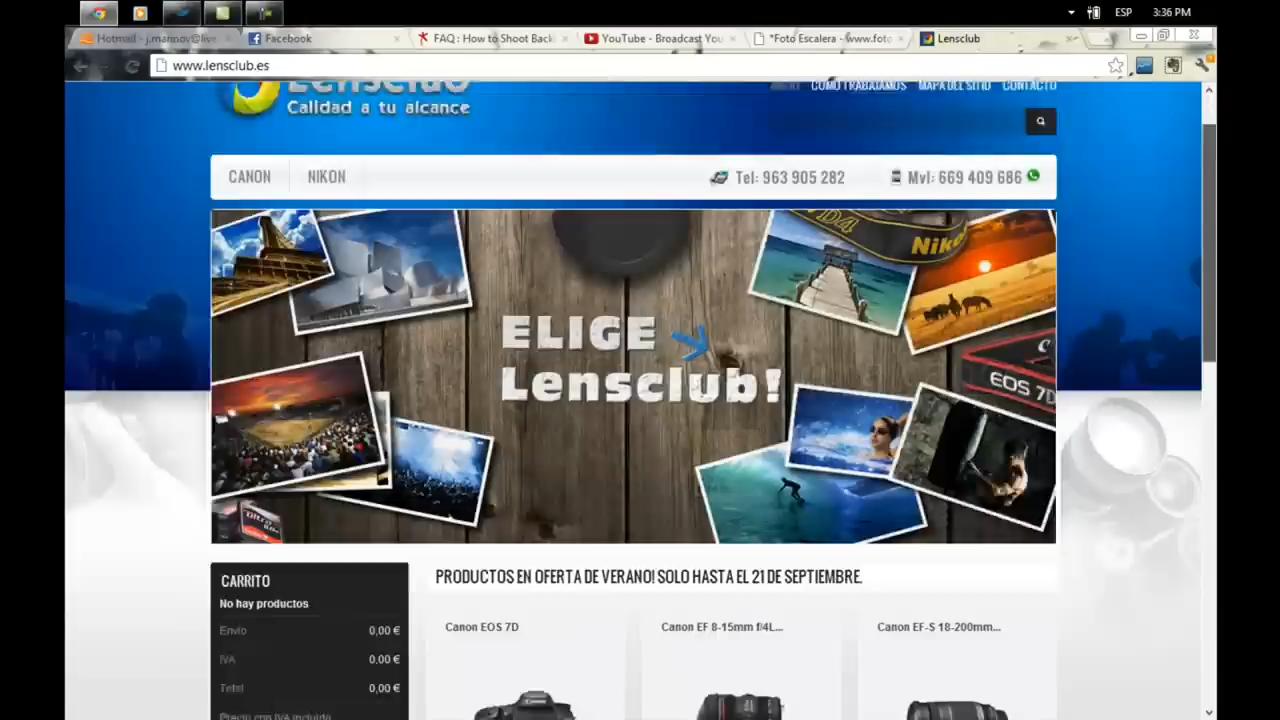 ESP
3:36 PM
Hotmail - j.marinov@live
Facebook
FAQ : How to Shoot Back
YouTube - Broadcast You
*Foto Escalera - (www.foto
Lensclub
www.lensclub.es
Lensclub
Calidad a tu alcance
COMO TRABAJAMOS
MAPA DEL SITIO
CONTACTO
CANON
NIKON
Tel: 963 905 282
Mvl: 669 409 686
D4
Niko
ELIGE
Lensclub!
EOS 7D
Ultra
CARRITO
No hay productos
Envío 0,00 €
IVA 0,00 €
Total 0,00 €
Precio con IVA incluido
PRODUCTOS EN OFERTA DE VERANO! SOLO HASTA EL 21 DE SEPTIEMBRE.
Canon EOS 7D
Canon EF 8-15mm f/4L...
Canon EF-S 18-200mm...